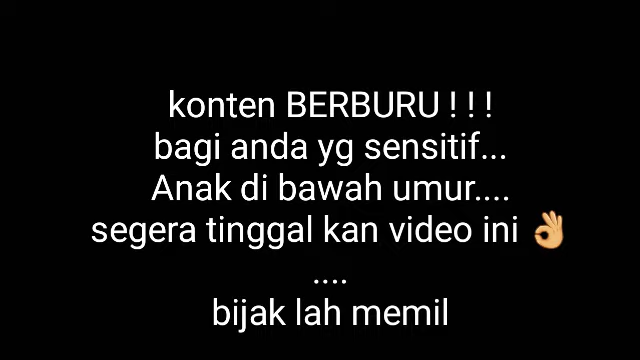 konten BERBURU ! ! !
bagi anda yg sensitif...
Anak di bawah umur....
segera tinggal kan video ini 👌
....
bijak lah memil